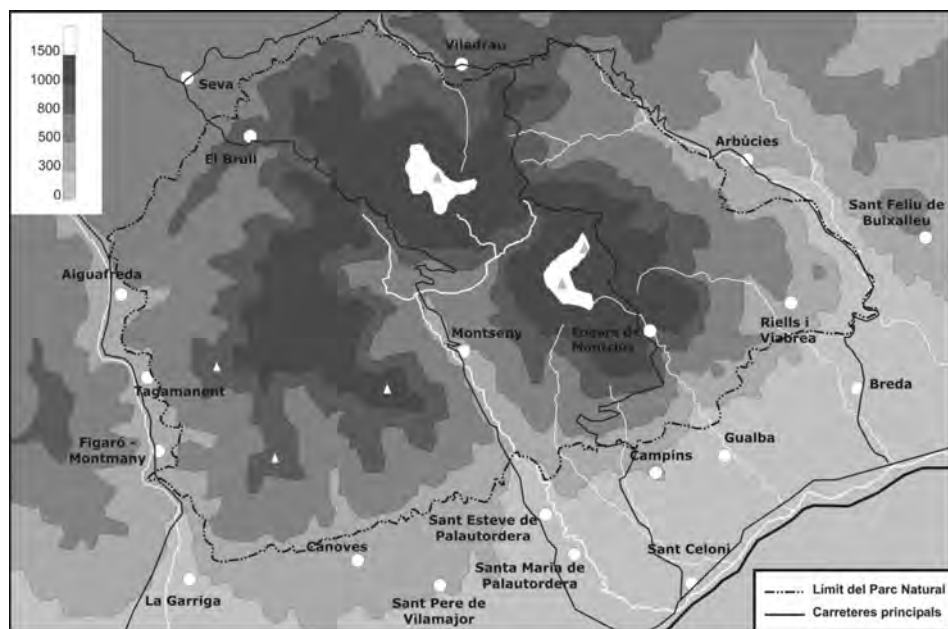 1500
1000
800
500
300
0
Viladrau
Seva
El Brull
Arbúcies
Sant Feliu de
Buixalleu
Aiguafreda
Montseny
Fogars de
Montclús
Riells i
Viabrea
Tagamanent
Breda
Figaró -
Montmany
Gualba
Campins
Sant Esteve de
Palautordera
Cànoves
Sant Celoni
Santa Maria de
Palautordera
La Garriga
Sant Pere de
Vilamajor
Límit del Parc Natural
Carreteres principals